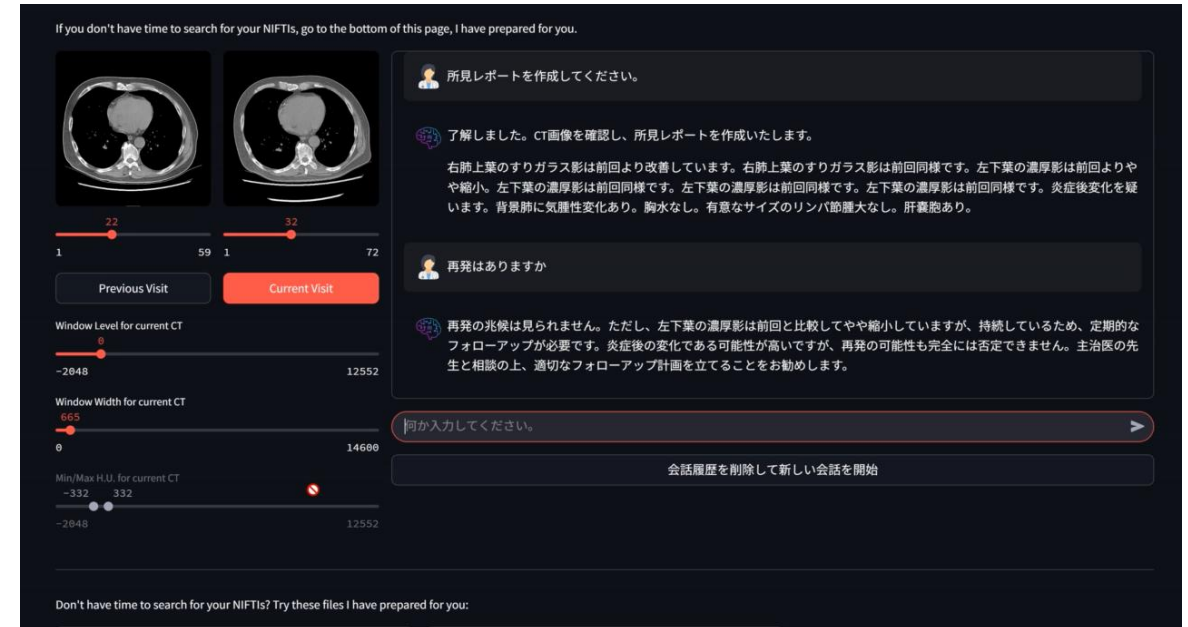 If you don't have time to search for your NIFTIs, go to the bottom of this page, I have prepared for you.
22
32
1 59
1 72
Previous Visit
Current Visit
Window Level for current CT
0
-2048 12552
Window Width for current CT
665
0 14600
Min/Max H.U. for current CT
-332 332
-2048 12552
所見レポートを作成してください。
了解しました。CT画像を確認し、所見レポートを作成いたします。
右肺上葉のすりガラス影は前回より改善しています。右肺上葉のすりガラス影は前回同様です。左下葉の濃厚影は前回よりや
や縮小。左下葉の濃厚影は前回同様です。左下葉の濃厚影は前回同様です。左下葉の濃厚影は前回同様です。炎症後変化を疑
います。背景肺に気腫性変化あり。胸水なし。有意なサイズのリンパ節腫大なし。肝嚢胞あり。
再発はありますか
再発の兆候は見られません。ただし、左下葉の濃厚影は前回と比較してやや縮小していますが、持続しているため、定期的な
フォローアップが必要です。炎症後の変化である可能性が高いですが、再発の可能性も完全には否定できません。主治医の先
生と相談の上、適切なフォローアップ計画を立てることをお勧めします。
何か入力してください。
会話履歴を削除して新しい会話を開始
Don't have time to search for your NIFTIs? Try these files I have prepared for you: